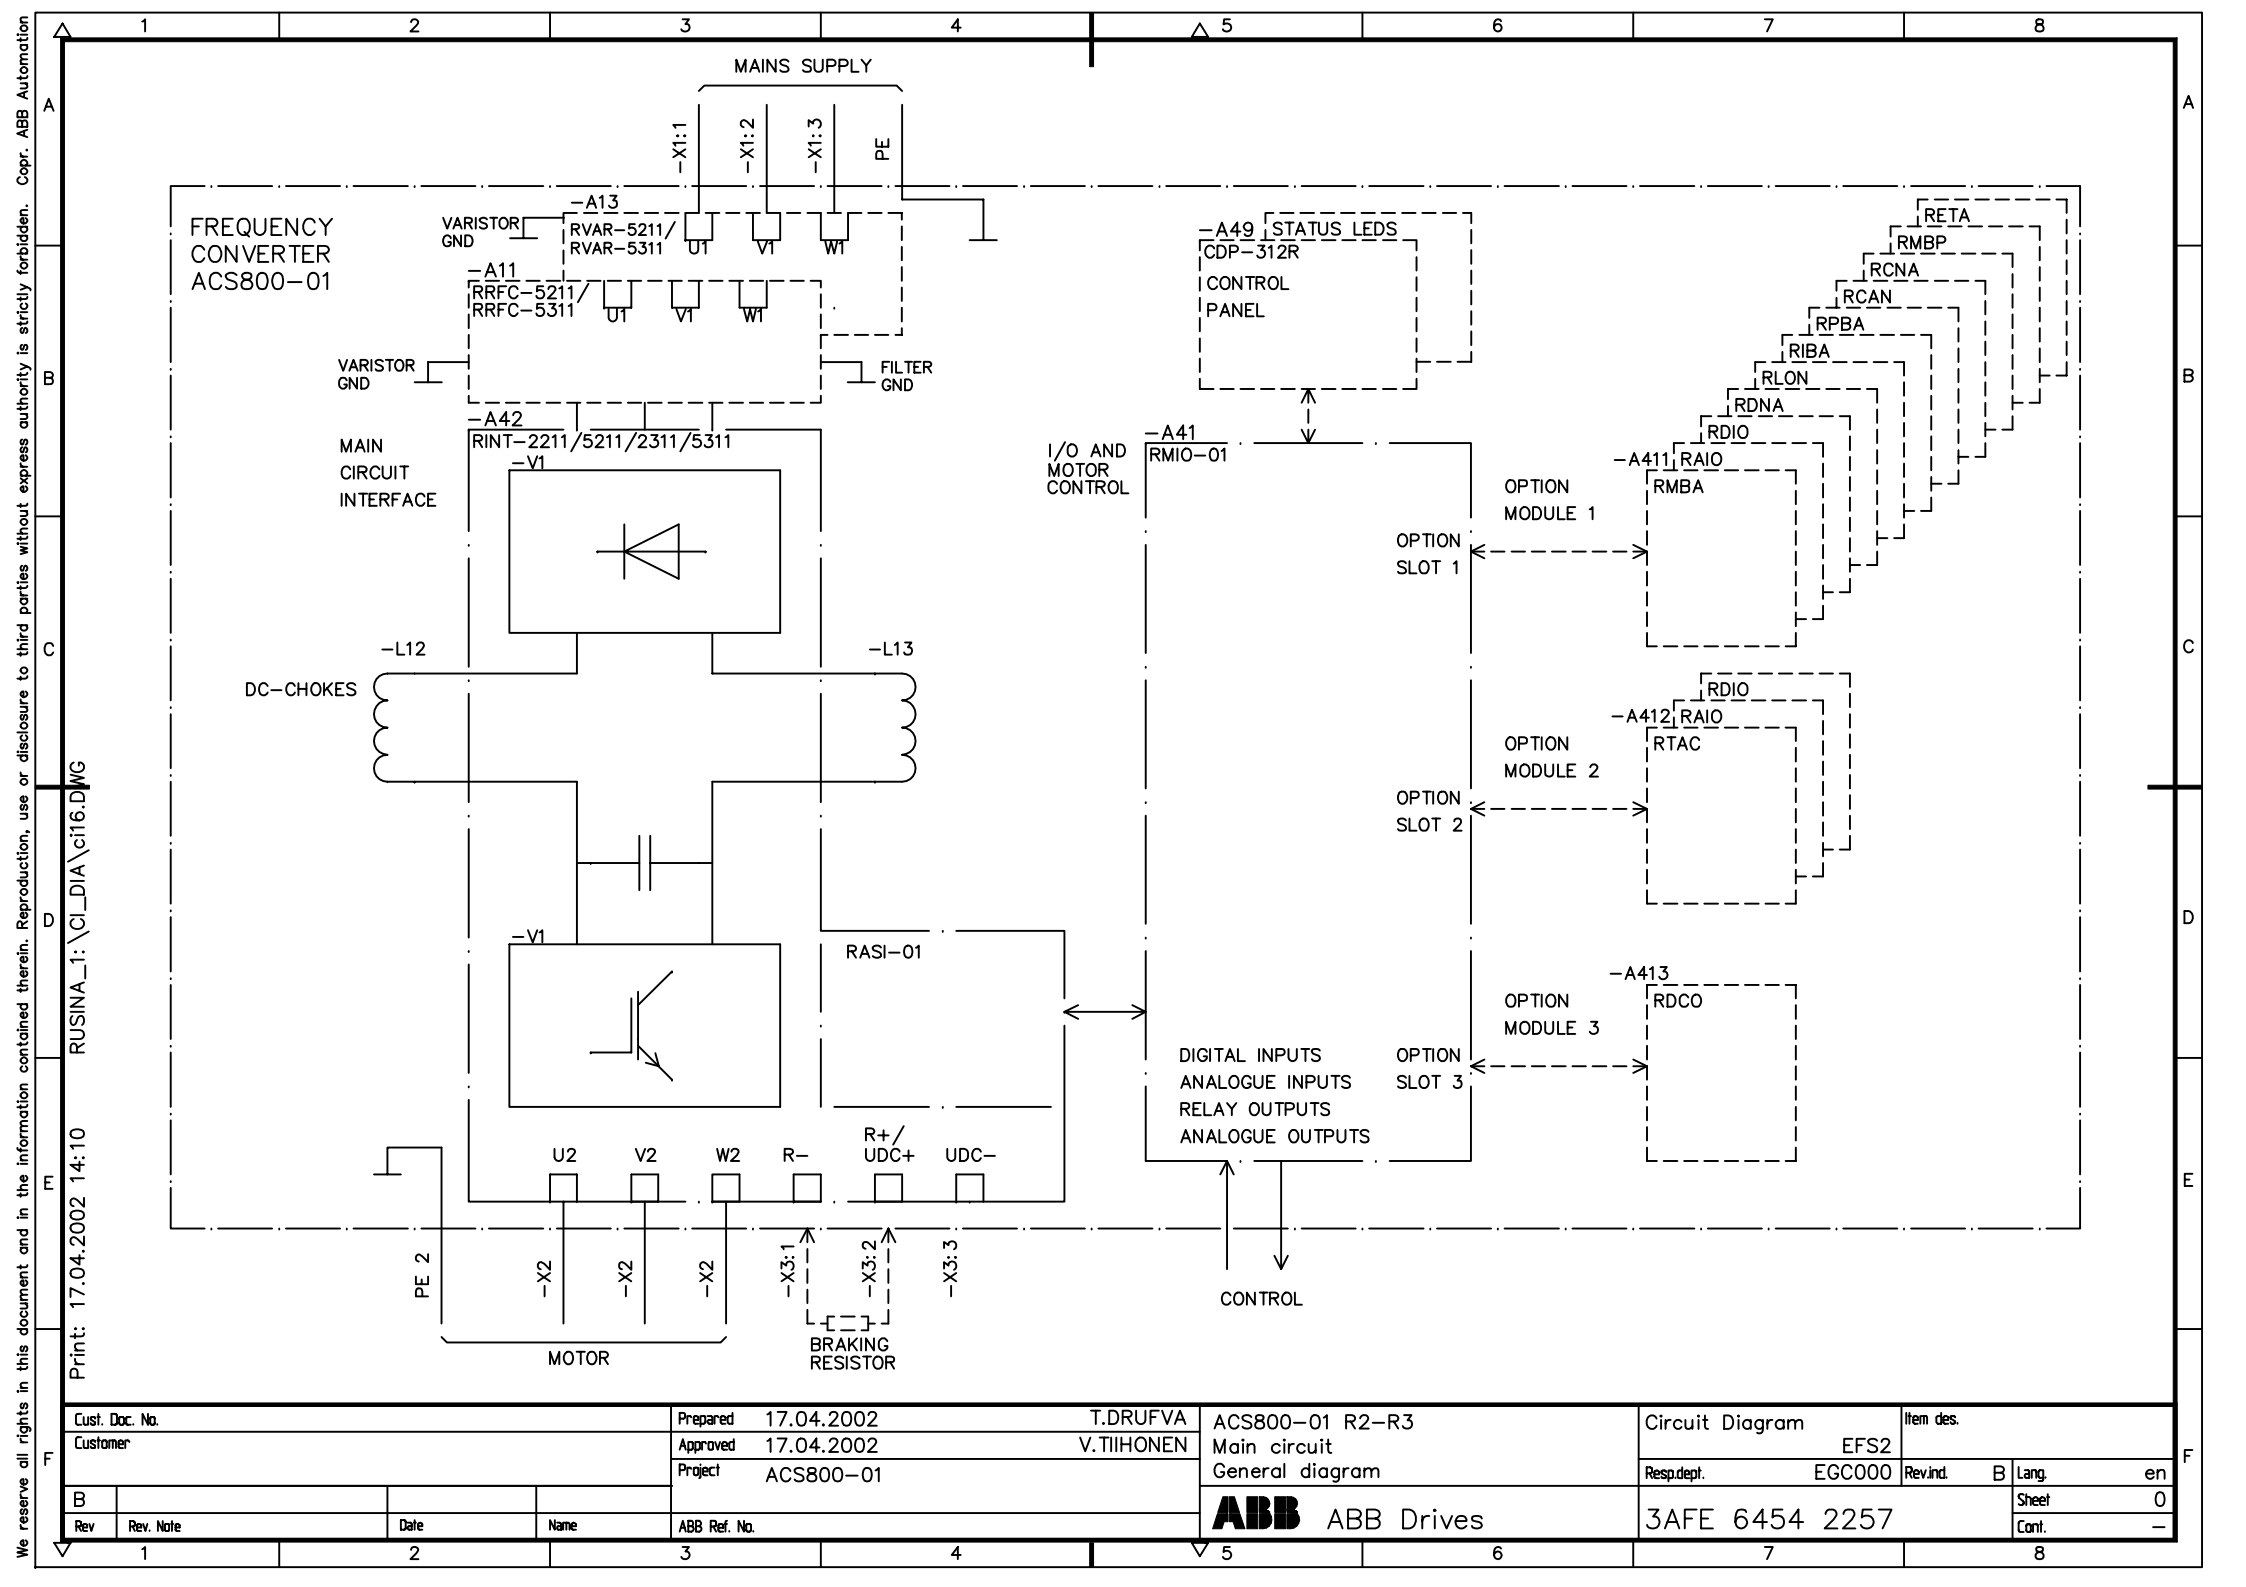 1 2 3 4 5 6 7 8
We reserve all rights in this document and in the information contained therein. Reproduction, use or disclosure to third parties without express authority is strictly forbidden. Copr. ABB Automation
Print: 17.04.2002 14:10 RUSINA_1:\CI_DIA\ci16.DWG
A
B
C
D
E
F
MAINS SUPPLY
-X1:1
-X1:2
-X1:3
PE
FREQUENCY
CONVERTER
ACS800-01
VARISTOR
GND
-A13
RVAR-5211/
RVAR-5311
U1 V1 W1
-A11
RRFC-5211/
RRFC-5311
U1 V1 W1
VARISTOR
GND
FILTER
GND
-A42
RINT-2211/5211/2311/5311
MAIN
CIRCUIT
INTERFACE
-V1
-L12
-L13
DC-CHOKES
-V1
RASI-01
U2 V2 W2 R- R+/
UDC+ UDC-
PE 2
-X2
-X2
-X2
-X3:1
-X3:2
-X3:3
MOTOR
BRAKING
RESISTOR
-A49 STATUS LEDS
CDP-312R
CONTROL
PANEL
I/O AND
MOTOR
CONTROL
-A41
RMIO-01
OPTION
SLOT 1
OPTION
SLOT 2
OPTION
SLOT 3
DIGITAL INPUTS
ANALOGUE INPUTS
RELAY OUTPUTS
ANALOGUE OUTPUTS
CONTROL
OPTION
MODULE 1
RETA
RMBP
RCNA
RCAN
RPBA
RIBA
RLON
RDNA
RDIO
-A411 RAIO
RMBA
OPTION
MODULE 2
RDIO
-A412 RAIO
RTAC
OPTION
MODULE 3
-A413
RDCO
A
B
C
D
E
F
Cust. Doc. No.
Customer
B
Rev Rev. Note Date Name
Prepared 17.04.2002 T.DRUFVA
Approved 17.04.2002 V.TIIHONEN
Project ACS800-01
ABB Ref. No.
ACS800-01 R2-R3
Main circuit
General diagram
ABB ABB Drives
Circuit Diagram
EFS2
Item des.
Resp.dept. EGC000 Rev.ind. B Lang. en
3AFE 6454 2257
Sheet 0
Cont. -
1 2 3 4 5 6 7 8